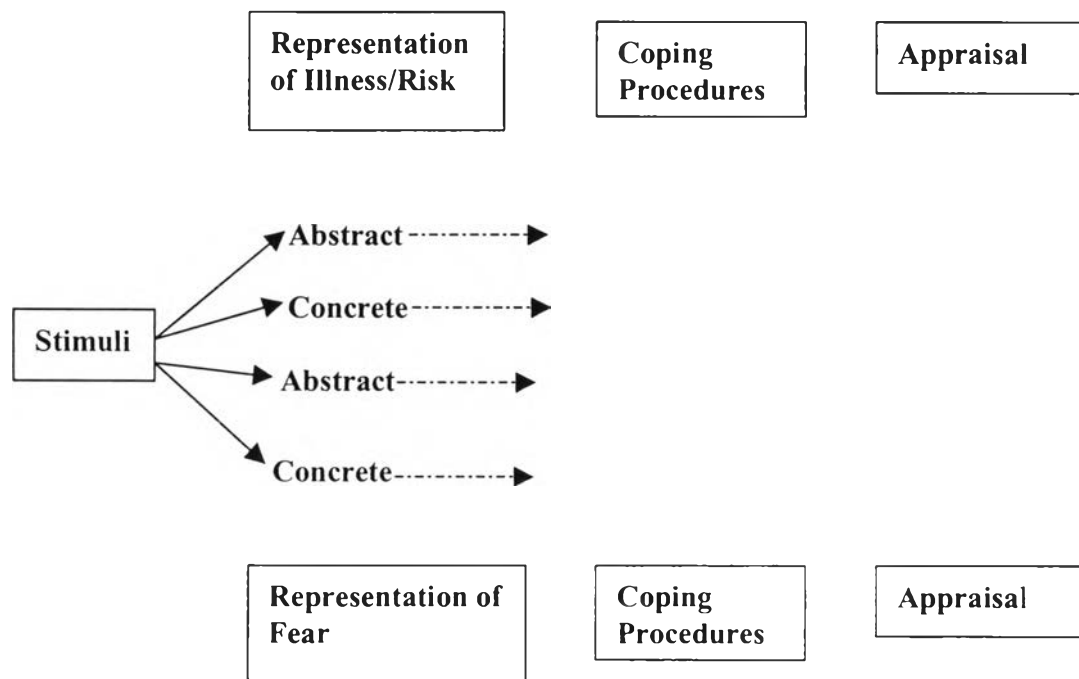 Representation
of Illness/Risk
Coping
Procedures
Appraisal
Abstract
Concrete
Stimuli
Abstract
Concrete
Representation of
Fear
Coping
Procedures
Appraisal